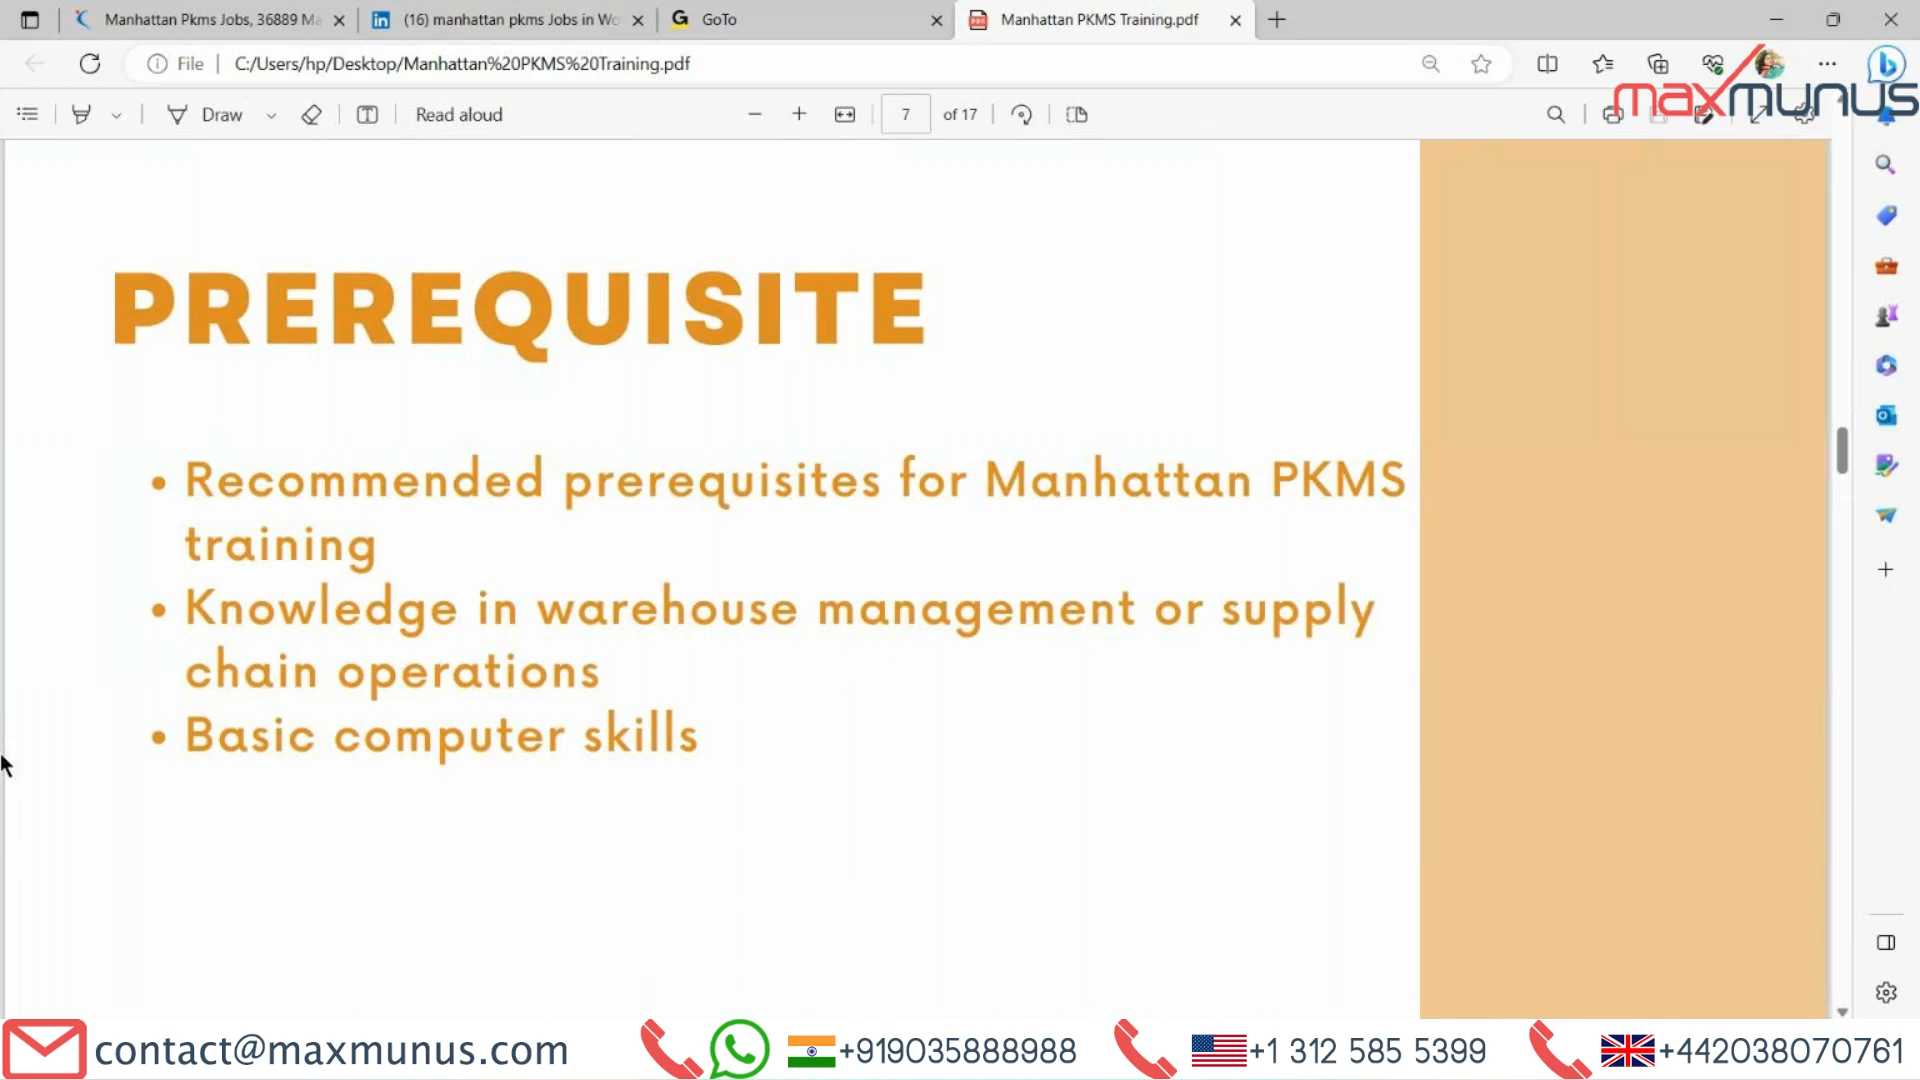 Manhattan Pkms Jobs, 36889 Ma
(16) manhattan pkms Jobs in Wo
GoTo
Manhattan PKMS Training.pdf
File
C:/Users/hp/Desktop/Manhattan%20PKMS%20Training.pdf
maxmunus
Draw
Read aloud
7
of 17
PREREQUISITE
• Recommended prerequisites for Manhattan PKMS
training
• Knowledge in warehouse management or supply
chain operations
• Basic computer skills
contact@maxmunus.com
+919035888988
+1 312 585 5399
+442038070761